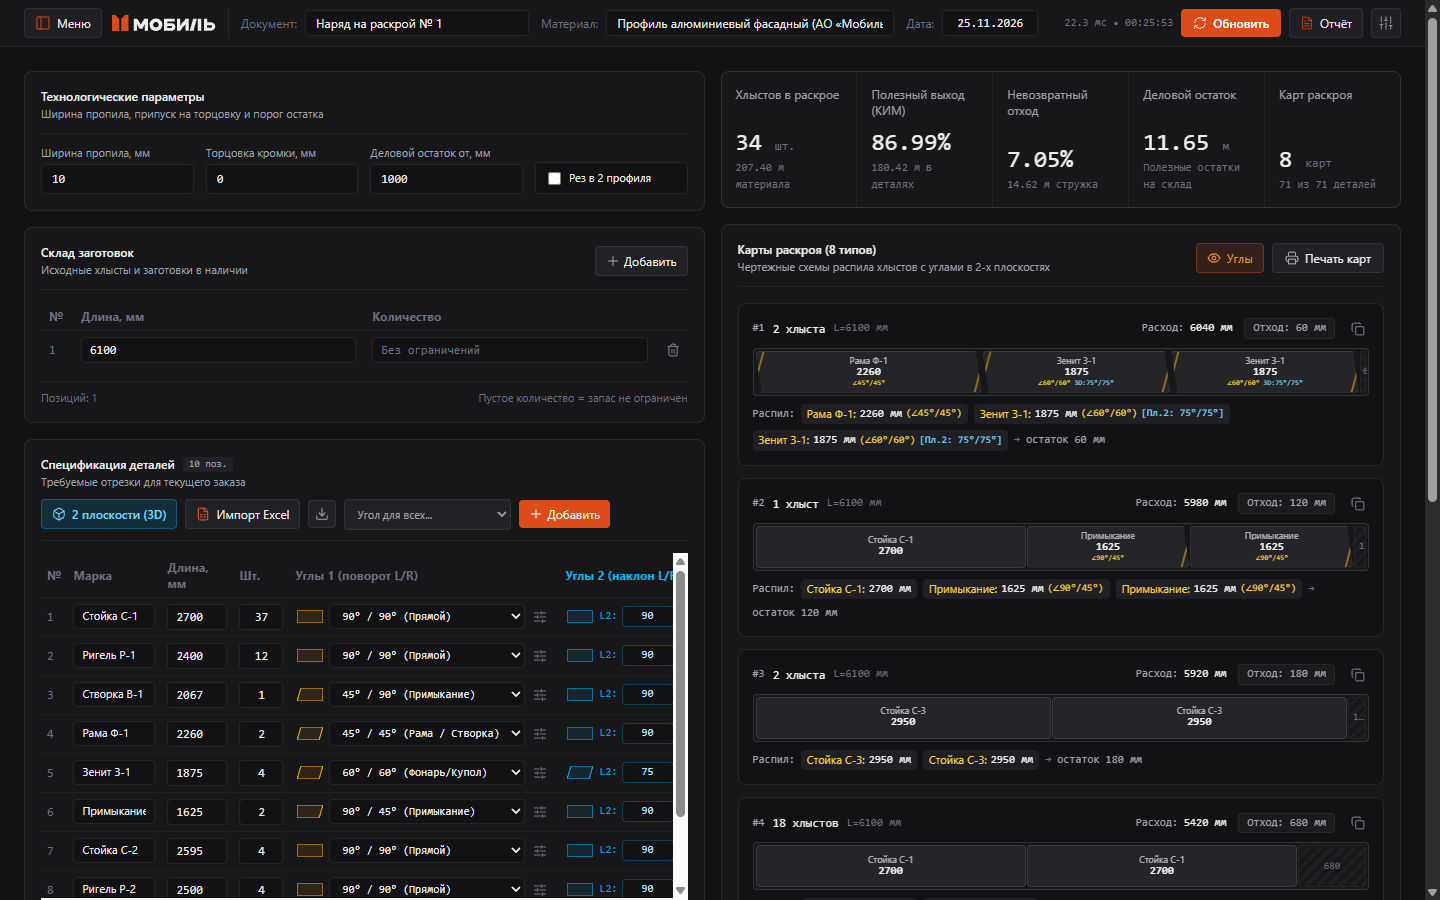 Меню
МОБИЛЬ
Документ:
Наряд на раскрой № 1
Материал:
Профиль алюминиевый фасадный (АО «Мобиль
Дата:
25.11.2026
22.3 мс • 00:25:53
Обновить
Отчёт
Технологические параметры
Ширина пропила, припуск на торцовку и порог остатка
Ширина пропила, мм
Торцовка кромки, мм
Деловой остаток от, мм
10
0
1000
Рез в 2 профиля
Склад заготовок
Исходные хлысты и заготовки в наличии
Добавить
№ Длина, мм Количество
1 6100 Без ограничений
Позиций: 1
Пустое количество = запас не ограничен
Спецификация деталей 10 поз.
Требуемые отрезки для текущего заказа
2 плоскости (3D)
Импорт Excel
Угол для всех...
Добавить
№ Марка Длина, мм Шт. Углы 1 (поворот L/R) Углы 2 (наклон L/R
1 Стойка С-1 2700 37 90° / 90° (Прямой) L2: 90
2 Ригель Р-1 2400 12 90° / 90° (Прямой) L2: 90
3 Створка В-1 2067 1 45° / 90° (Примыкание) L2: 90
4 Рама Ф-1 2260 2 45° / 45° (Рама / Створка) L2: 90
5 Зенит З-1 1875 4 60° / 60° (Фонарь/Купол) L2: 75
6 Примыкание 1625 2 90° / 45° (Примыкание) L2: 90
7 Стойка С-2 2595 4 90° / 90° (Прямой) L2: 90
8 Ригель Р-2 2500 4 90° / 90° (Прямой) L2: 90
Хлыстов в раскрое
34 шт.
207.40 м
материала
Полезный выход
(КИМ)
86.99%
180.42 м в
деталях
Невозвратный
отход
7.05%
14.62 м стружка
Деловой остаток
11.65 м
Полезные остатки
на склад
Карт раскроя
8 карт
71 из 71 деталей
Карты раскроя (8 типов)
Чертежные схемы распила хлыстов с углами в 2-х плоскостях
Углы
Печать карт
#1 2 хлыста L=6100 мм
Расход: 6040 мм
Отход: 60 мм
Рама Ф-1
2260
∠45°/45°
Зенит З-1
1875
∠60°/60° 3D:75°/75°
Зенит З-1
1875
∠60°/60° 3D:75°/75°
6
Распил: Рама Ф-1: 2260 мм (∠45°/45°) Зенит З-1: 1875 мм (∠60°/60°) [Пл.2: 75°/75°]
Зенит З-1: 1875 мм (∠60°/60°) [Пл.2: 75°/75°] → остаток 60 мм
#2 1 хлыст L=6100 мм
Расход: 5980 мм
Отход: 120 мм
Стойка С-1
2700
Примыкание
1625
∠90°/45°
Примыкание
1625
∠90°/45°
1
Распил: Стойка С-1: 2700 мм Примыкание: 1625 мм (∠90°/45°) Примыкание: 1625 мм (∠90°/45°) →
остаток 120 мм
#3 2 хлыста L=6100 мм
Расход: 5920 мм
Отход: 180 мм
Стойка С-3
2950
Стойка С-3
2950
1…
Распил: Стойка С-3: 2950 мм Стойка С-3: 2950 мм → остаток 180 мм
#4 18 хлыстов L=6100 мм
Расход: 5420 мм
Отход: 680 мм
Стойка С-1
2700
Стойка С-1
2700
680